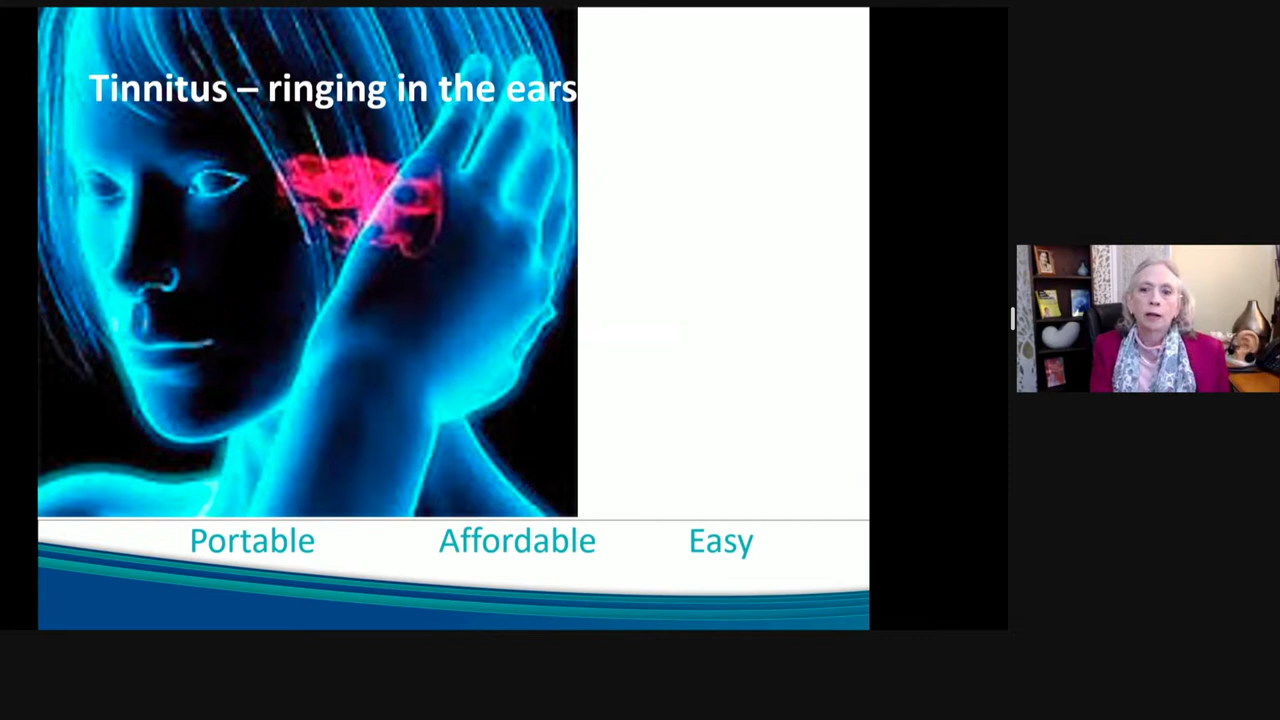 Tinnitus – ringing in the ears
Portable Affordable Easy